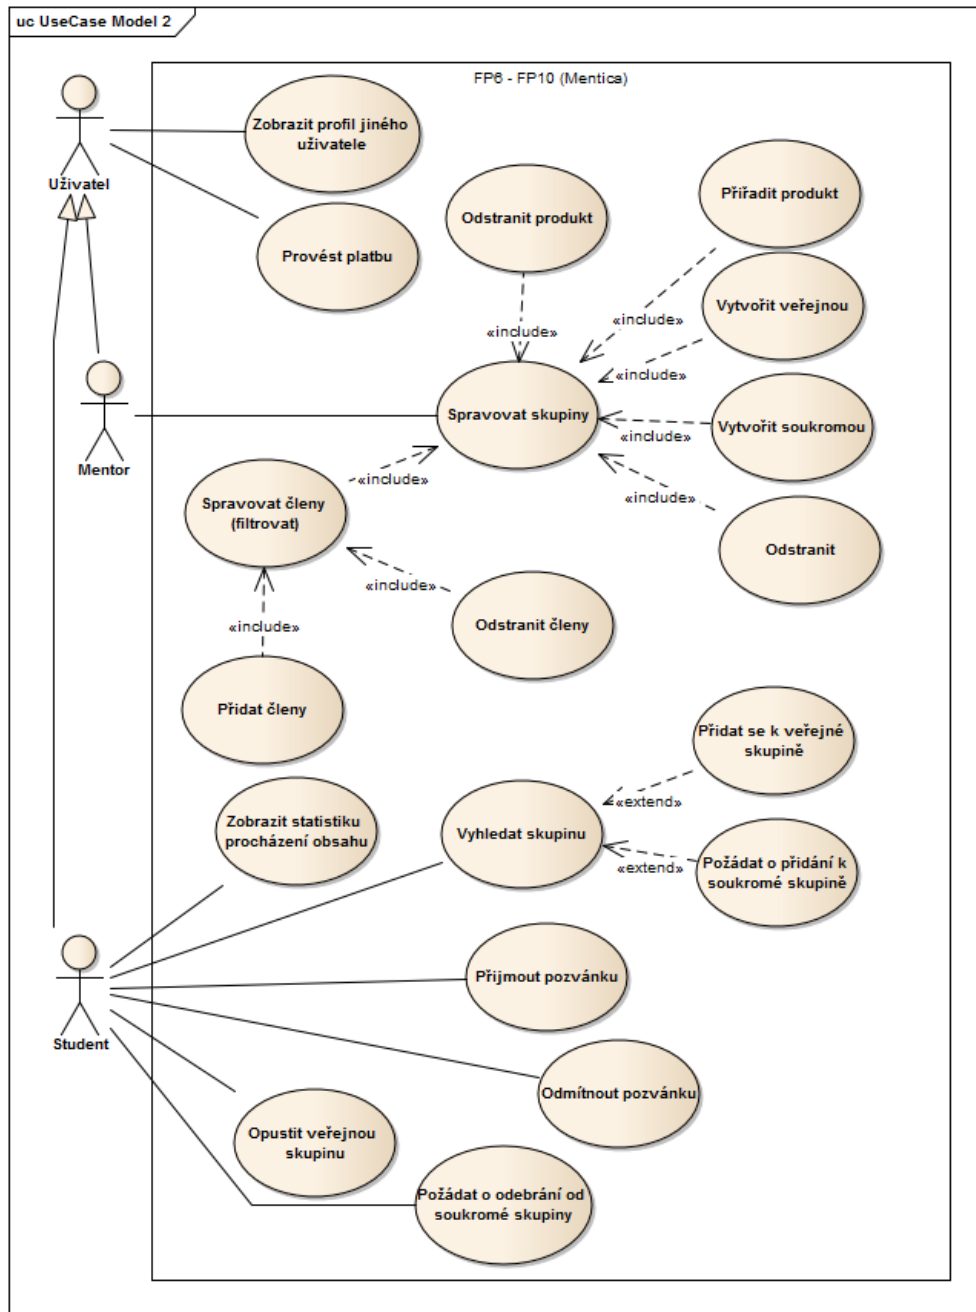 uc UseCase Model 2
FP6 - FP10 (Mentica)
Uživatel
Zobrazit profil jiného
uživatele
Provést platbu
Odstranit produkt
Přiřadit produkt
Vytvořit veřejnou
«include»
«include»
«include»
Mentor
Spravovat skupiny
Vytvořit soukromou
«include»
«include»
«include»
Spravovat členy
(filtrovat)
Odstranit
«include»
«include»
Odstranit členy
Přidat členy
Přidat se k veřejné
skupině
Zobrazit statistiku
procházení obsahu
Vyhledat skupinu
«extend»
«extend»
Požádat o přidání k
soukromé skupině
Student
Přijmout pozvánku
Odmítnout pozvánku
Opustit veřejnou
skupinu
Požádat o odebrání od
soukromé skupiny